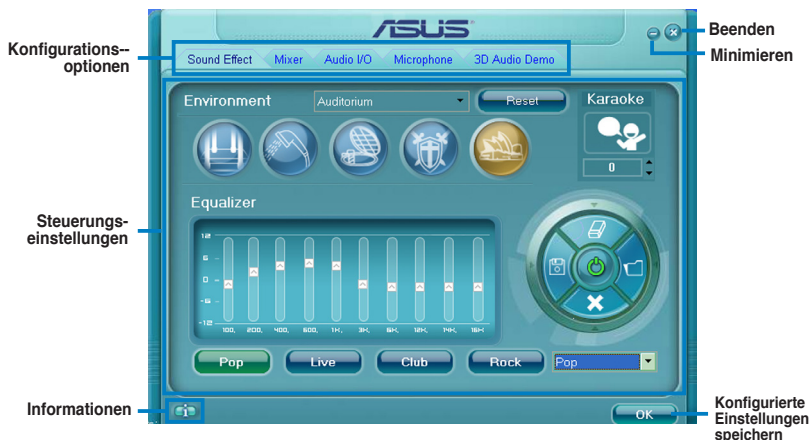 ASUS
Beenden
Minimieren
Konfigurations--
optionen
Sound Effect Mixer Audio I/O Microphone 3D Audio Demo
Environment Auditorium Reset Karaoke
0
Steuerungs-
einstellungen
Equalizer
12
6
0
-6
-12
100, 200, 400, 600, 1K, 3K, 6K, 12K, 14K, 16K
Pop Live Club Rock Pop
Informationen
OK
Konfigurierte
Einstellungen
speichern